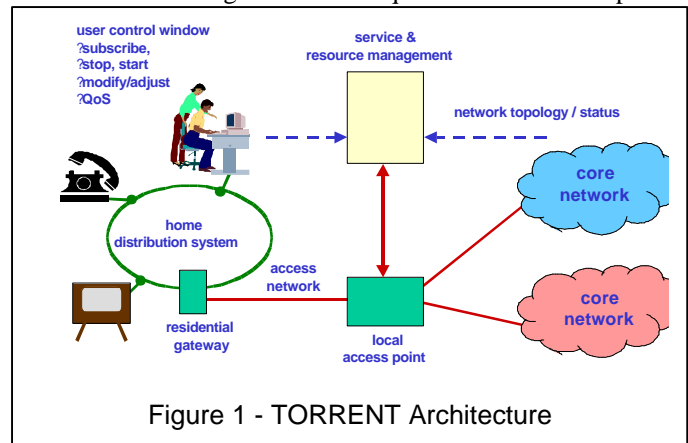 user control window
?subscribe,
?stop, start
?modify/adjust
?QoS
service &
resource management
network topology / status
core
network
home
distribution system
access
network
core
network
residential
gateway
local
access point
Figure 1 - TORRENT Architecture